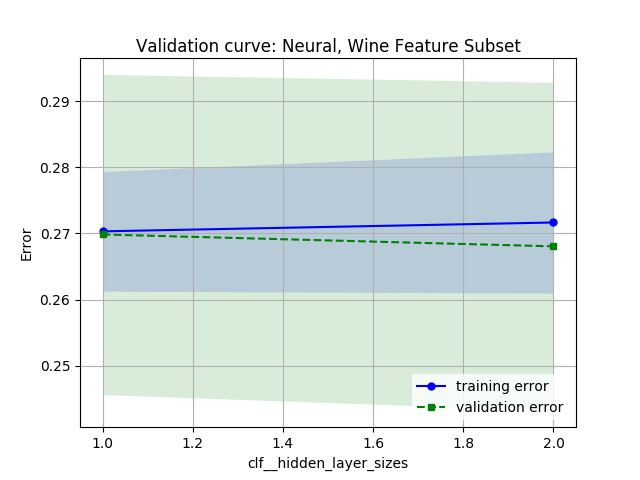 Validation curve: Neural, Wine Feature Subset
Error
0.29
0.28
0.27
0.26
0.25
training error
validation error
1.0 1.2 1.4 1.6 1.8 2.0
clf__hidden_layer_sizes